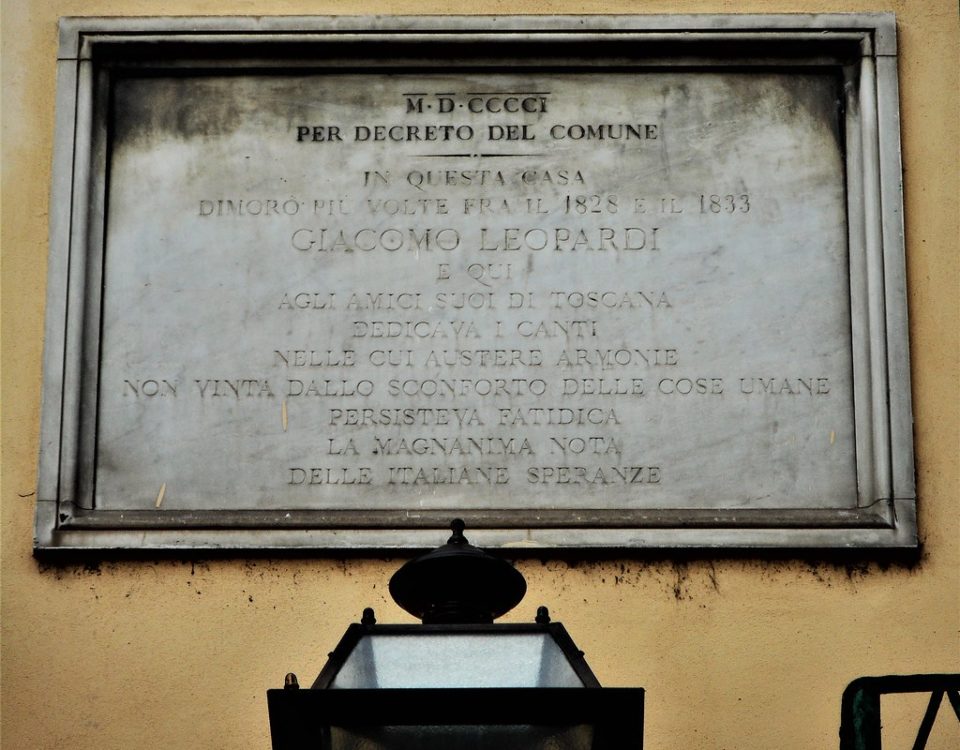 M·D·CCCCI
PER DECRETO DEL COMUNE
IN QUESTA CASA
DIMORÒ PIÙ VOLTE FRA IL 1828 E IL 1833
GIACOMO LEOPARDI
E QUI
AGLI AMICI SUOI DI TOSCANA
DEDICAVA I CANTI
NELLE CUI AUSTERE ARMONIE
NON VINTA DALLO SCONFORTO DELLE COSE UMANE
PERSISTEVA FATIDICA
LA MAGNANIMA NOTA
DELLE ITALIANE SPERANZE